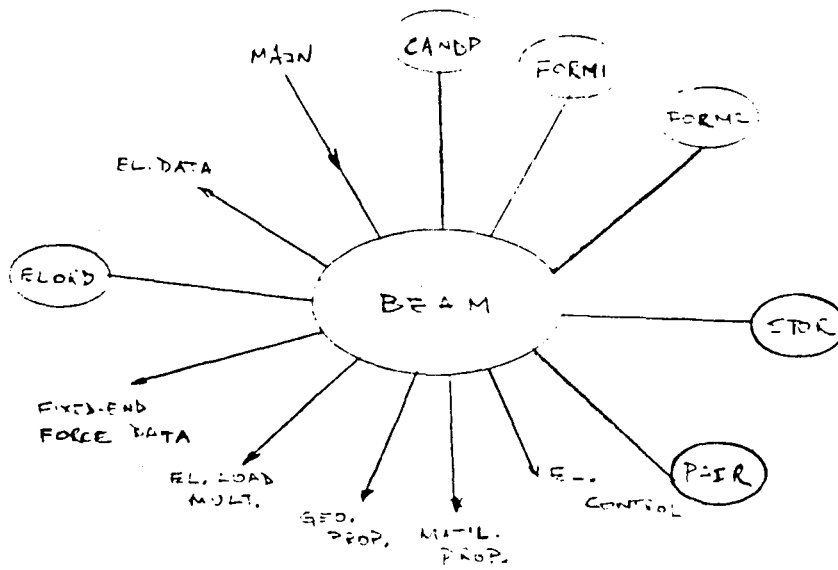 MAIN
CANDP
FORM1
FORM2
EL. DATA
ELOAD
BEAM
STOR
FIXED-END
FORCE DATA
EL. LOAD
MULT.
GEO.
PROP.
MAT'L.
PROP.
EL.
CONTROL